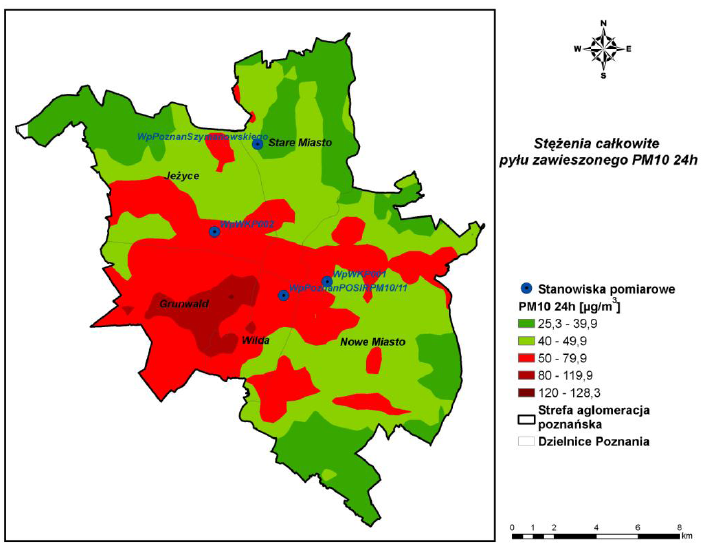 N
W E
S
Stężenia całkowite
pyłu zawieszonego PM10 24h
WpPoznanSzymanowskiego
Stare Miasto
Jeżyce
WpWKP002
WpWKP001
WpPoznanPOSIRPM10/11
Grunwald
Wilda
Nowe Miasto
Stanowiska pomiarowe
PM10 24h [µg/m³]
25,3 - 39,9
40 - 49,9
50 - 79,9
80 - 119,9
120 - 128,3
Strefa aglomeracja
poznańska
Dzielnice Poznania
0 1 2 4 6 8
km